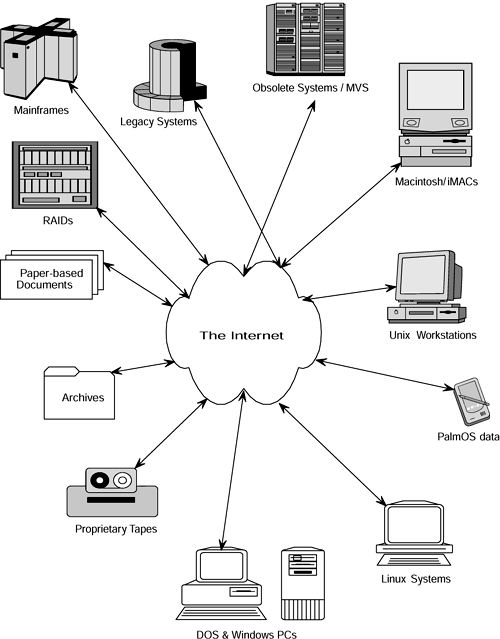 Obsolete Systems / MVS
Mainframes
Legacy Systems
Macintosh/iMACs
RAIDs
Paper-based
Documents
The Internet
Unix Workstations
Archives
PalmOS data
Proprietary Tapes
Linux Systems
DOS & Windows PCs